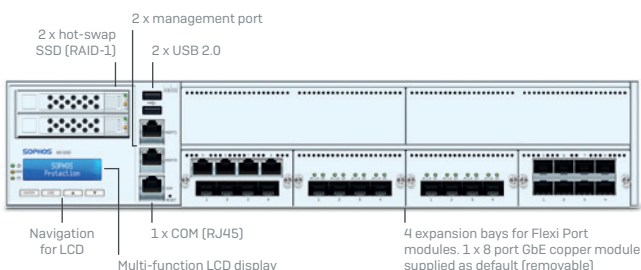 2 x management port
2 x hot-swap
SSD (RAID-1)
2 x USB 2.0
SOPHOS
SOPHOS
Protection
Navigation
for LCD
1 x COM (RJ45)
Multi-function LCD display
4 expansion bays for Flexi Port
modules. 1 x 8 port GbE copper module
supplied as default (removable)